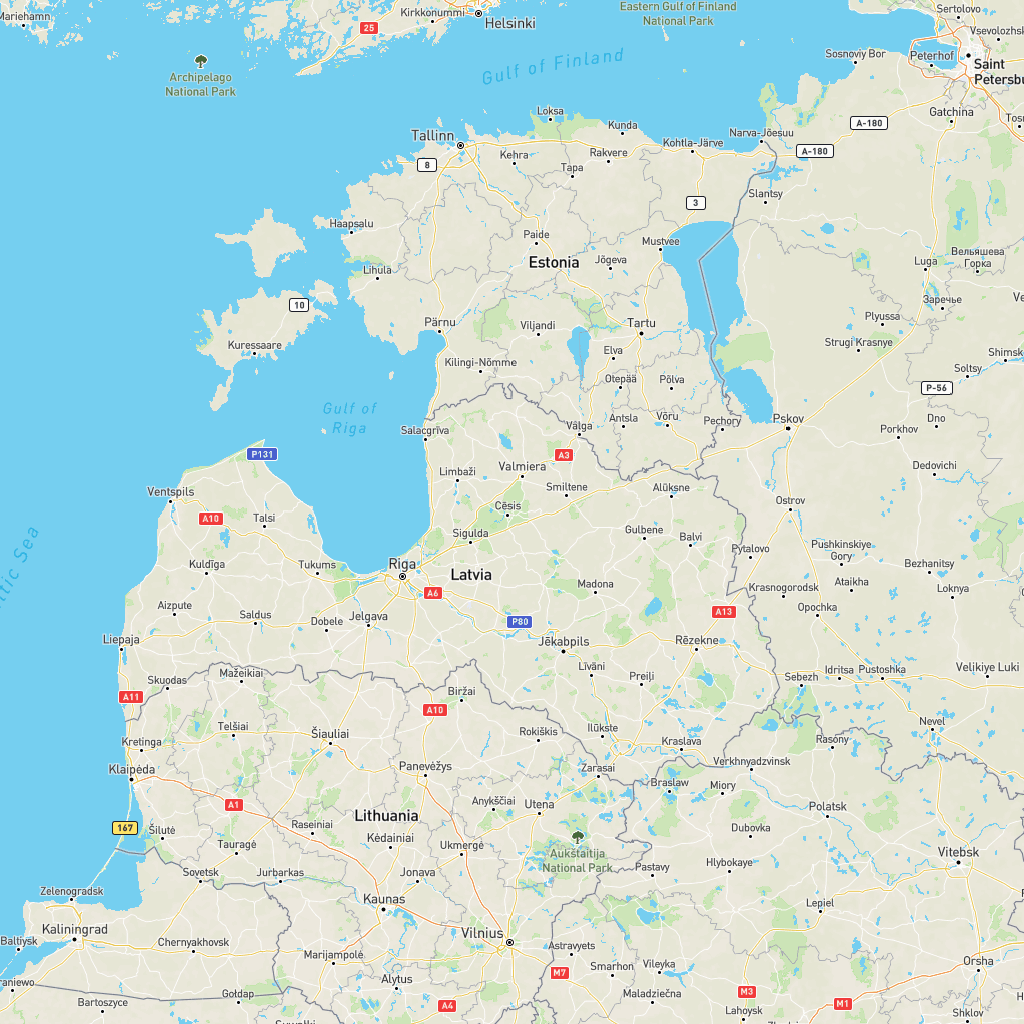 Mariehamn
Kirkkonummi
Helsinki
25
Eastern Gulf of Finland
National Park
Sertolovo
Vsevolozhsk
Archipelago
National Park
Gulf of Finland
Sosnoviy Bor
Peterhof
Saint
Petersbu
Loksa
Kunda
Gatchina
Tosn
Tallinn
A-180
Narva-Jõesuu
Kohtla-Järve
A-180
8
Kehra
Rakvere
Tapa
Slantsy
3
Haapsalu
Paide
Mustvee
Estonia
Jõgeva
Вельяшева
Горка
Luga
Lihula
10
Заречье
Ve
Pärnu
Viljandi
Tartu
Plyussa
Kuressaare
Elva
Strugi Krasnye
Shimsk
Kilingi-Nõmme
Otepää
Põlva
Soltsy
P-56
Gulf of
Riga
Salacgrīva
Valga
Antsla
Võru
Pechory
Pskov
Dno
Porkhov
P131
A3
Limbaži
Valmiera
Dedovichi
Ventspils
Smiltene
Alūksne
Ostrov
A10
Talsi
Cēsis
Sigulda
Gulbene
Balvi
Pytalovo
Pushkinskiye
Gory
Baltic Sea
Kuldīga
Tukums
Riga
Latvia
Madona
Krasnogorodsk
Ataikha
Bezhanitsy
Loknya
A6
Aizpute
Saldus
Dobele
Jelgava
P80
A13
Opochka
Liepaja
Jēkabpils
Rēzekne
Līvāni
Preiļi
Sebezh
Idritsa
Pustoshka
Velikiye Luki
Skuodas
Mažeikiai
A11
Biržai
A10
Telšiai
Šiauliai
Rokiškis
Ilūkste
Kraslava
Rasony
Nevel
Kretinga
Klaipėda
Panevėžys
Zarasai
Verkhnyadzvinsk
Braslaw
Miory
A1
Anykščiai
Utena
Polatsk
167
Šilutė
Raseiniai
Lithuania
Kėdainiai
Dubovka
Tauragė
Ukmergė
Aukštaitija
National Park
Hlybokaye
Vitebsk
Sovetsk
Jurbarkas
Jonava
Pastavy
Zelenogradsk
Kaunas
Lepiel
Kaliningrad
Baltiysk
Chernyakhovsk
Vilnius
Astravyets
Marijampolė
Alytus
M7
Smarhon
Vileyka
Orsha
raniewo
Bartoszyce
Gołdap
A4
Maladziečna
M3
M1
Lahoysk
Shklov
H
Suwałki
Zhodzina